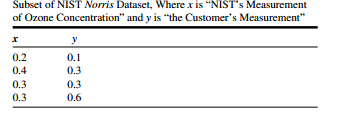 Subset of NIST Norris Dataset, Where x is “NIST’s Measurement
of Ozone Concentration” and y is “the Customer’s Measurement”
x y
0.2 0.1
0.4 0.3
0.3 0.3
0.3 0.6